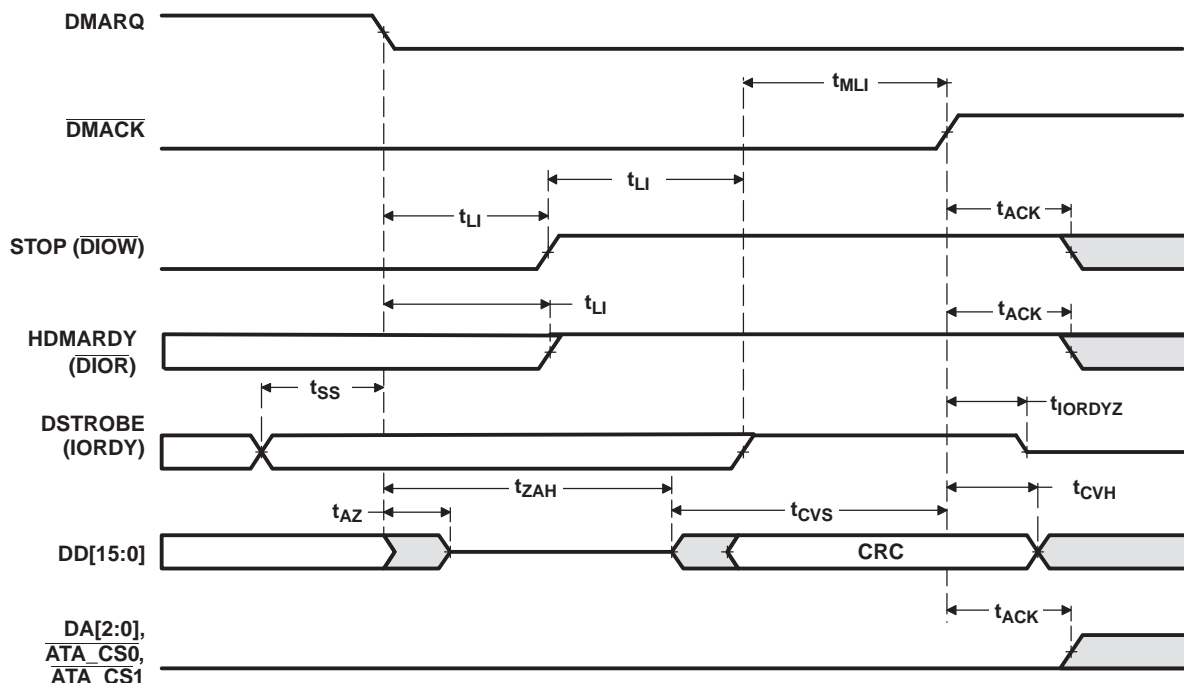 DMARQ
tMLI
DMACK
tLI
tLI
tACK
STOP (DIOW)
tLI
tACK
HDMARDY
(DIOR)
tSS
tIORDYZ
DSTROBE
(IORDY)
tZAH
tCVH
tAZ
tCVS
DD[15:0]
CRC
tACK
DA[2:0],
ATA_CS0,
ATA_CS1